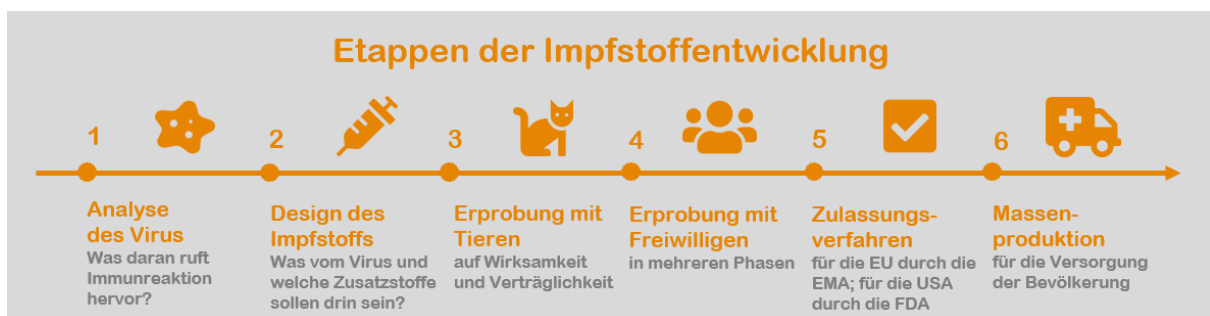 Etappen der Impfstoffentwicklung
1
Analyse
des Virus
Was daran ruft
Immunreaktion
hervor?
2
Design des
Impfstoffs
Was vom Virus und
welche Zusatzstoffe
sollen drin sein?
3
Erprobung mit
Tieren
auf Wirksamkeit
und Verträglichkeit
4
Erprobung mit
Freiwilligen
in mehreren Phasen
5
Zulassungs-
verfahren
für die EU durch die
EMA; für die USA
durch die FDA
6
Massen-
produktion
für die Versorgung
der Bevölkerung